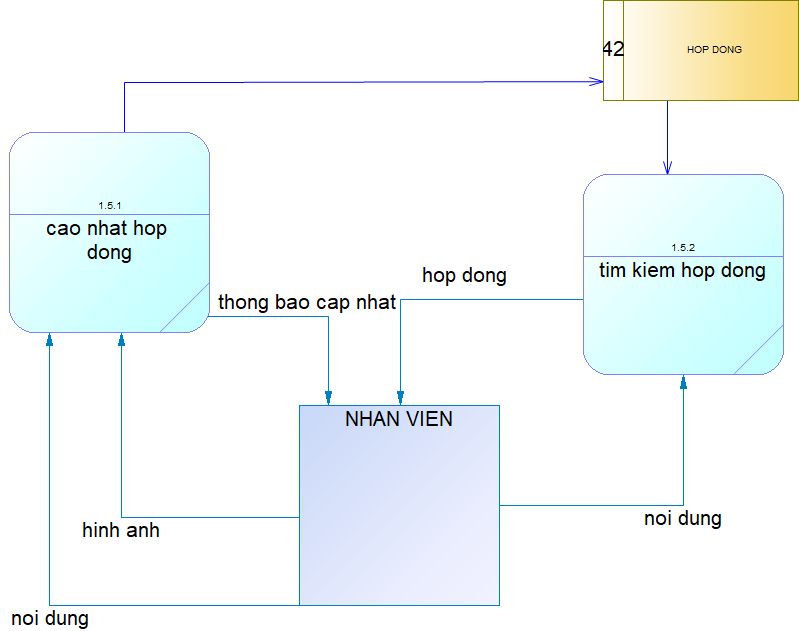 42
HOP DONG
1.5.1
cao nhat hop
dong
1.5.2
tim kiem hop dong
hop dong
thong bao cap nhat
NHAN VIEN
hinh anh
noi dung
noi dung